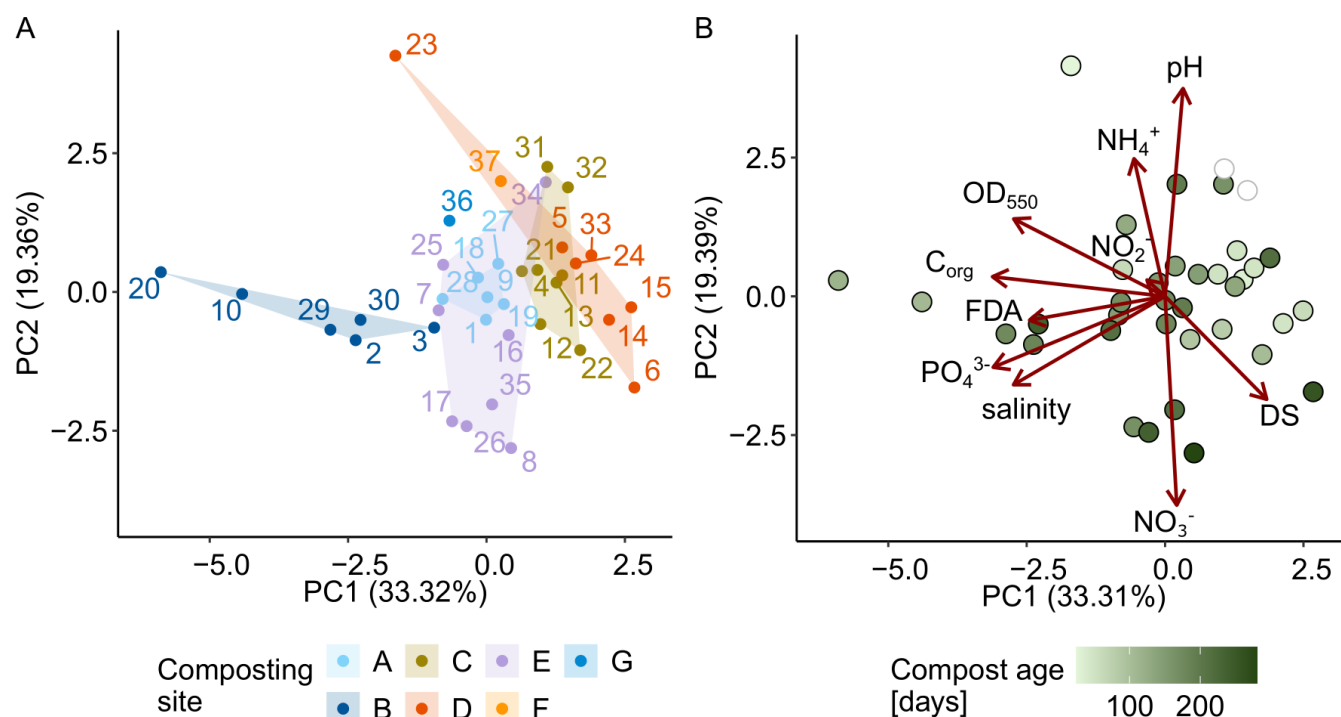 A
23
31
32
37
34
36
27
5
33
25
18
21
24
20
10
28
9
4
11
15
29
30
7
13
14
2
3
1
19
16
12
22
6
17
35
26
8
2.5
0.0
−2.5
PC2 (19.36%)
−5.0
−2.5
0.0
2.5
PC1 (33.32%)
Composting
site
A
C
E
G
B
D
F
B
pH
NH₄⁺
OD₅₅₀
NO₂⁻
C_org
FDA
PO₄³⁻
salinity
DS
NO₃⁻
2.5
0.0
−2.5
PC2 (19.39%)
−5.0
−2.5
0.0
2.5
PC1 (33.31%)
Compost age
[days]
100
200